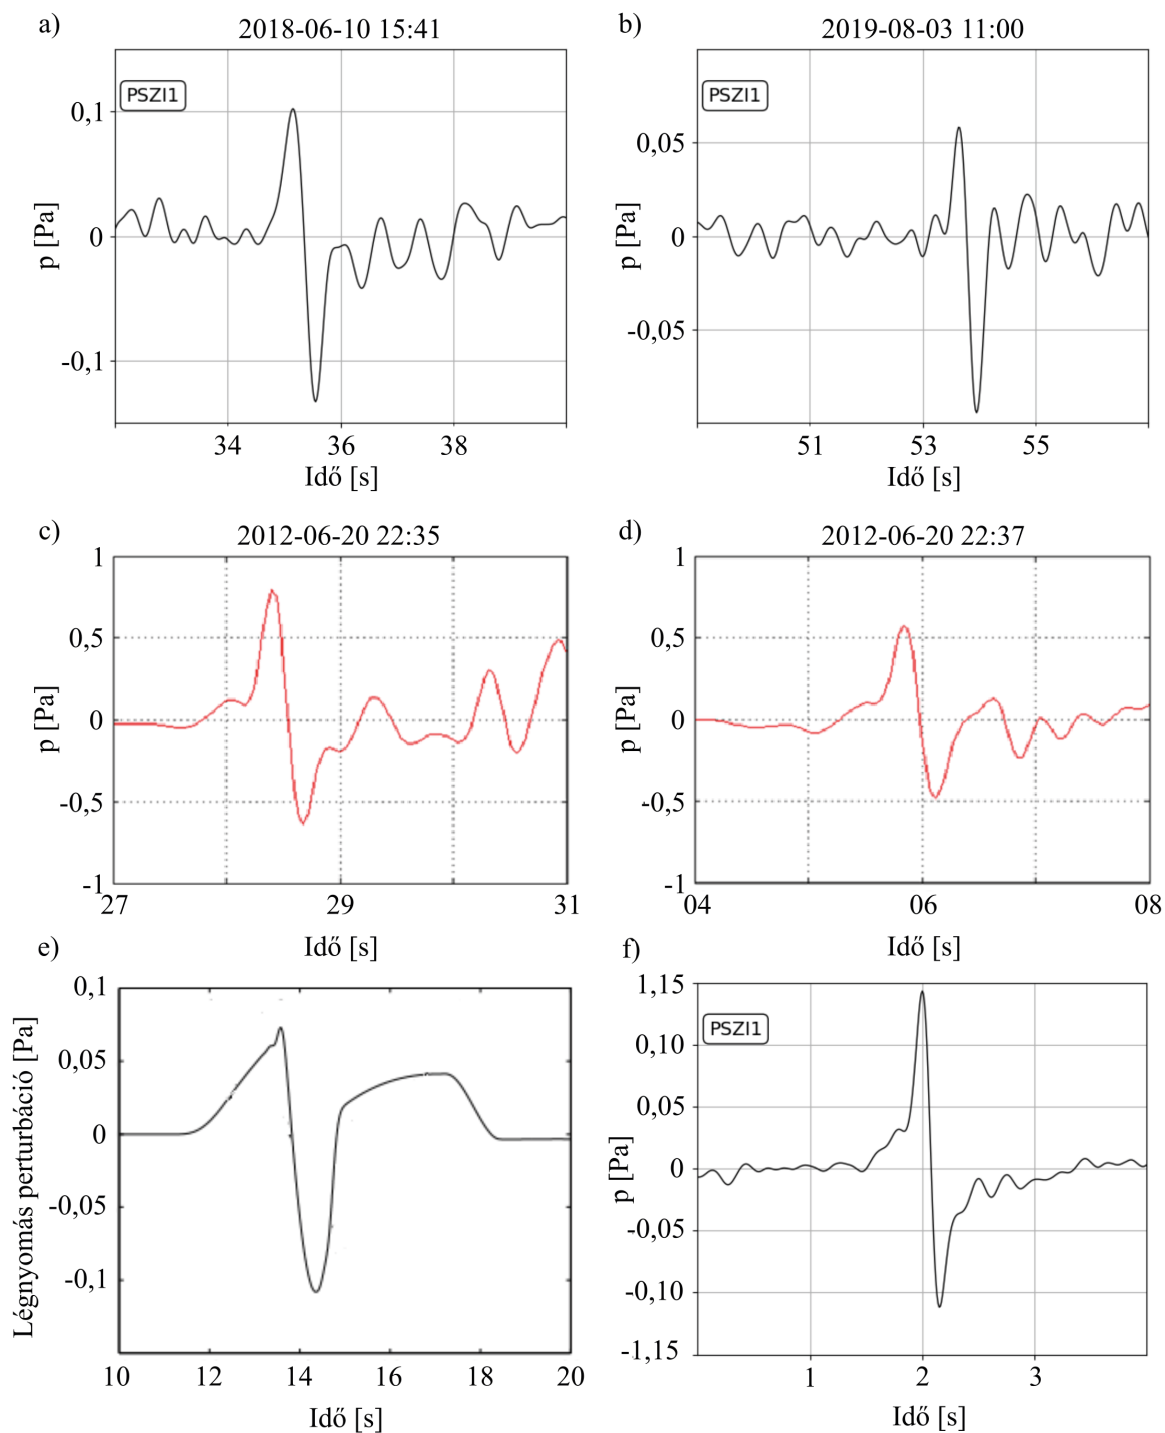 a)
2018-06-10 15:41
PSZI1
0,1
0
-0,1
p [Pa]
34 36 38
Idő [s]
b)
2019-08-03 11:00
PSZI1
0,05
0
-0,05
p [Pa]
51 53 55
Idő [s]
c)
2012-06-20 22:35
1
0,5
0
-0,5
-1
p [Pa]
27 29 31
Idő [s]
d)
2012-06-20 22:37
1
0,5
0
-0,5
-1
p [Pa]
04 06 08
Idő [s]
e)
0,1
0,05
0
-0,05
-0,1
Légnyomás perturbáció [Pa]
10 12 14 16 18 20
Idő [s]
f)
PSZI1
1,15
0,10
0,05
0
-0,05
-0,10
-1,15
p [Pa]
1 2 3
Idő [s]